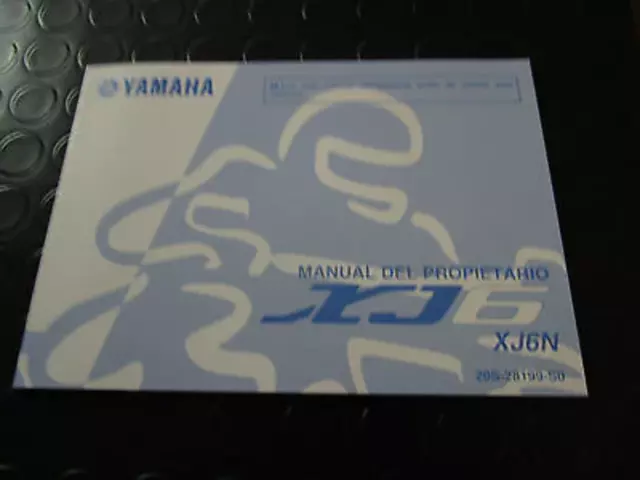 YAMAHA
MANUAL DEL PROPIETARIO
XJ6
XJ6N
20S-28199-S0